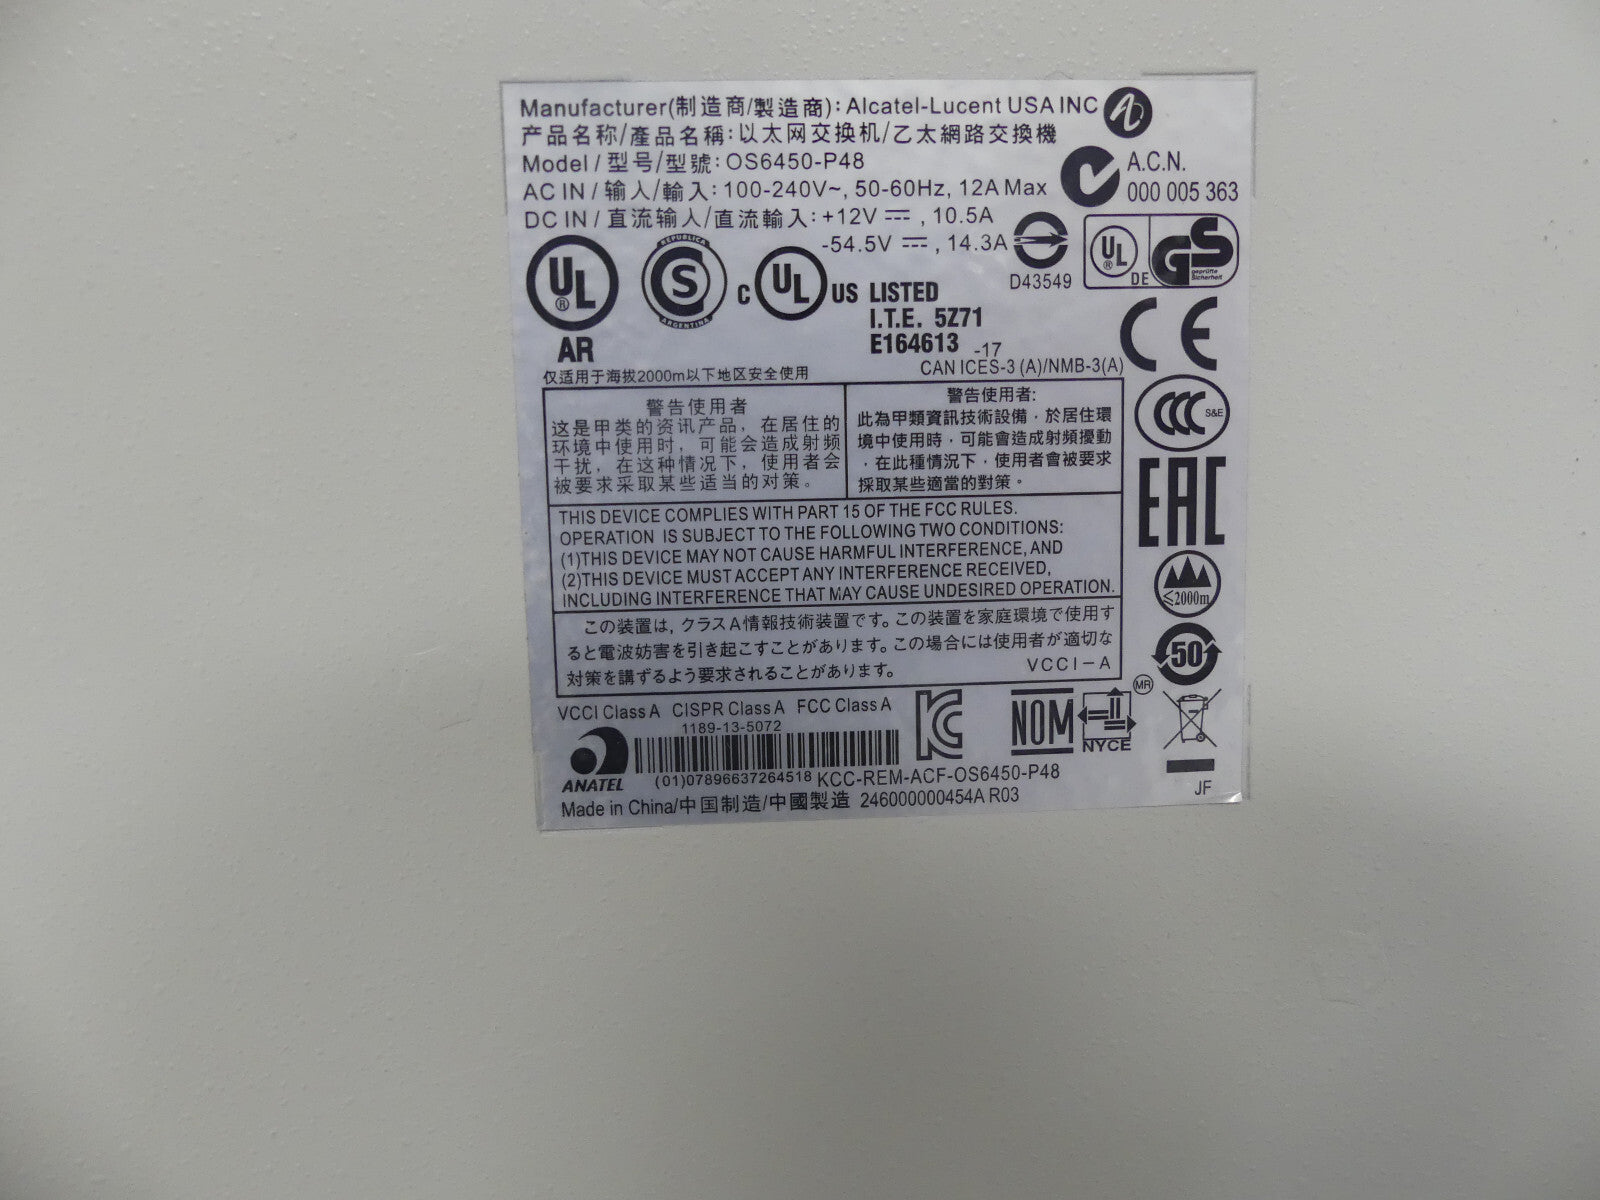 Manufacturer(制造商/製造商): Alcatel-Lucent USA INC
产品名称/產品名稱: 以太网交换机/乙太網路交換機
Model / 型号/型號: OS6450-P48
A.C.N.
AC IN / 输入/輸入: 100-240V~, 50-60Hz, 12A Max
000 005 363
DC IN / 直流输入/直流輸入: +12V ⎓, 10.5A
-54.5V ⎓, 14.3A
D43549
UL
DE
GS
geprüfte
Sicherheit
UL
AR
REPUBLICA
S
ARGENTINA
C UL US LISTED
I.T.E. 5Z71
E164613 -17
CE
CAN ICES-3 (A)/NMB-3(A)
仅适用于海拔2000m以下地区安全使用
警告使用者
这是甲类的资讯产品，在居住的
环境中使用时，可能会造成射频
干扰，在这种情况下，使用者会
被要求采取某些适当的对策。
警告使用者:
此為甲類資訊技術設備，於居住環
境中使用時，可能會造成射頻擾動
，在此種情況下，使用者會被要求
採取某些適當的對策。
CCC S&E
EAC
≤2000m
50
THIS DEVICE COMPLIES WITH PART 15 OF THE FCC RULES.
OPERATION IS SUBJECT TO THE FOLLOWING TWO CONDITIONS:
(1)THIS DEVICE MAY NOT CAUSE HARMFUL INTERFERENCE, AND
(2)THIS DEVICE MUST ACCEPT ANY INTERFERENCE RECEIVED,
INCLUDING INTERFERENCE THAT MAY CAUSE UNDESIRED OPERATION.
この装置は, クラスA情報技術装置です。この装置を家庭環境で使用す
ると電波妨害を引き起こすことがあります。この場合には使用者が適切な
対策を講ずるよう要求されることがあります。
VCCI-A
VCCI Class A CISPR Class A FCC Class A
1189-13-5072
KC
NOM
MR
NYCE
ANATEL
(01)07896637264518 KCC-REM-ACF-OS6450-P48
Made in China/中国制造/中國製造 246000000454A R03
JF